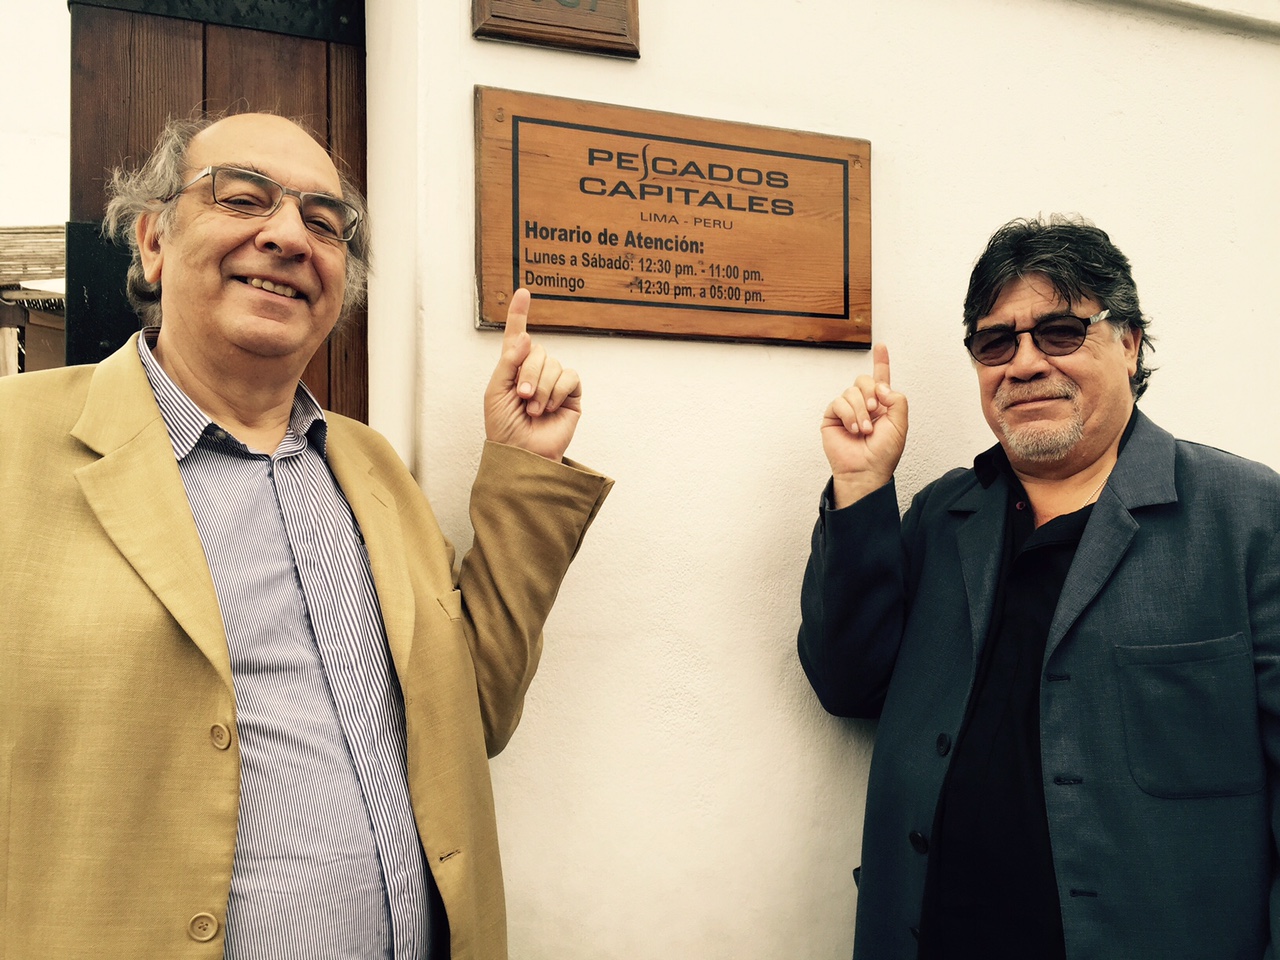 PESCADOS
CAPITALES
LIMA - PERU
Horario de Atención:
Lunes a Sábado: 12:30 pm. - 11:00 pm.
Domingo : 12:30 pm. a 05:00 pm.